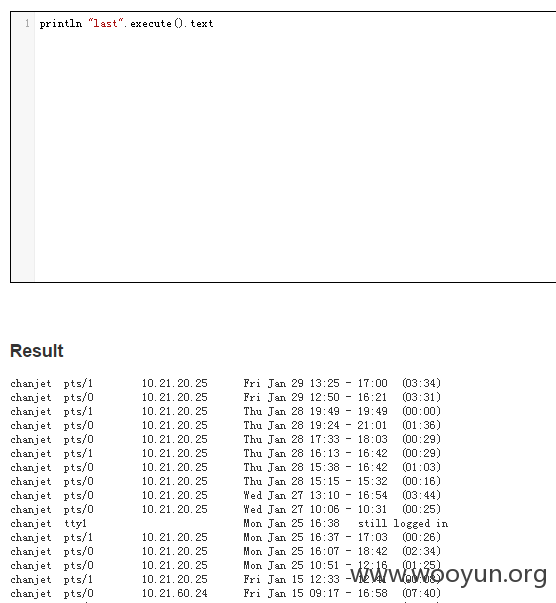 1 println "last".execute().text
Result
chanjet pts/1 10.21.20.25 Fri Jan 29 13:25 - 17:00 (03:34)
chanjet pts/0 10.21.20.25 Fri Jan 29 12:50 - 16:21 (03:31)
chanjet pts/1 10.21.20.25 Thu Jan 28 19:49 - 19:49 (00:00)
chanjet pts/0 10.21.20.25 Thu Jan 28 19:24 - 21:01 (01:36)
chanjet pts/0 10.21.20.25 Thu Jan 28 17:33 - 18:03 (00:29)
chanjet pts/1 10.21.20.25 Thu Jan 28 16:13 - 16:42 (00:29)
chanjet pts/0 10.21.20.25 Thu Jan 28 15:38 - 16:42 (01:03)
chanjet pts/0 10.21.20.25 Thu Jan 28 15:15 - 15:32 (00:16)
chanjet pts/0 10.21.20.25 Wed Jan 27 13:10 - 16:54 (03:44)
chanjet pts/0 10.21.20.25 Wed Jan 27 10:06 - 10:31 (00:25)
chanjet tty1 Mon Jan 25 16:38 still logged in
chanjet pts/1 10.21.20.25 Mon Jan 25 16:37 - 17:03 (00:26)
chanjet pts/0 10.21.20.25 Mon Jan 25 16:07 - 18:42 (02:34)
chanjet pts/0 10.21.20.25 Mon Jan 25 10:51 - 12:16 (01:25)
chanjet pts/1 10.21.20.25 Fri Jan 15 12:33 - 12:41 (00:08)
chanjet pts/0 10.21.60.24 Fri Jan 15 09:17 - 16:58 (07:40)
www.wooyun.org